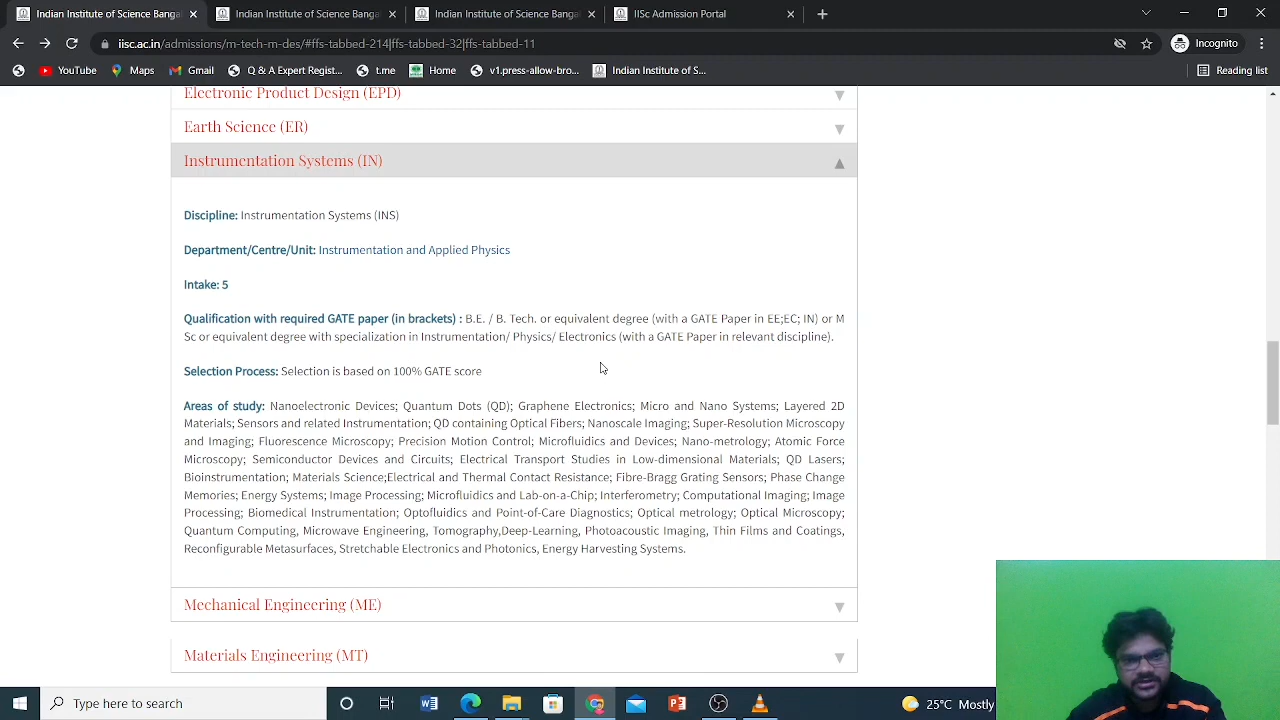 Indian Institute of Science Banga
Indian Institute of Science Bangal
Indian Institute of Science Bangal
IISc Admission Portal
iisc.ac.in/admissions/m-tech-m-des/#ffs-tabbed-214|ffs-tabbed-32|ffs-tabbed-11
Incognito
YouTube
Maps
Gmail
Q & A Expert Regist...
t.me
Home
v1.press-allow-bro...
Indian Institute of S...
Reading list
Electronic Product Design (EPD)
Earth Science (ER)
Instrumentation Systems (IN)
Discipline: Instrumentation Systems (INS)
Department/Centre/Unit: Instrumentation and Applied Physics
Intake: 5
Qualification with required GATE paper (in brackets) : B.E. / B. Tech. or equivalent degree (with a GATE Paper in EE;EC; IN) or M
Sc or equivalent degree with specialization in Instrumentation/ Physics/ Electronics (with a GATE Paper in relevant discipline).
Selection Process: Selection is based on 100% GATE score
Areas of study: Nanoelectronic Devices; Quantum Dots (QD); Graphene Electronics; Micro and Nano Systems; Layered 2D
Materials; Sensors and related Instrumentation; QD containing Optical Fibers; Nanoscale Imaging; Super-Resolution Microscopy
and Imaging; Fluorescence Microscopy; Precision Motion Control; Microfluidics and Devices; Nano-metrology; Atomic Force
Microscopy; Semiconductor Devices and Circuits; Electrical Transport Studies in Low-dimensional Materials; QD Lasers;
Bioinstrumentation; Materials Science;Electrical and Thermal Contact Resistance; Fibre-Bragg Grating Sensors; Phase Change
Memories; Energy Systems; Image Processing; Microfluidics and Lab-on-a-Chip; Interferometry; Computational Imaging; Image
Processing; Biomedical Instrumentation; Optofluidics and Point-of-Care Diagnostics; Optical metrology; Optical Microscopy;
Quantum Computing, Microwave Engineering, Tomography,Deep-Learning, Photoacoustic Imaging, Thin Films and Coatings,
Reconfigurable Metasurfaces, Stretchable Electronics and Photonics, Energy Harvesting Systems.
Mechanical Engineering (ME)
Materials Engineering (MT)
Type here to search
25°C Mostly